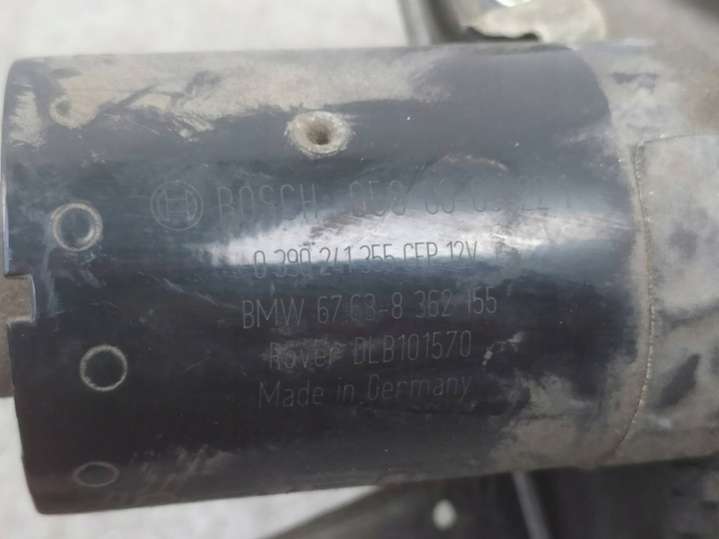 BOSCH
0 390 241 355 CEP 12V
BMW 67.63-8 362 155
Rover DLB101570
Made in Germany